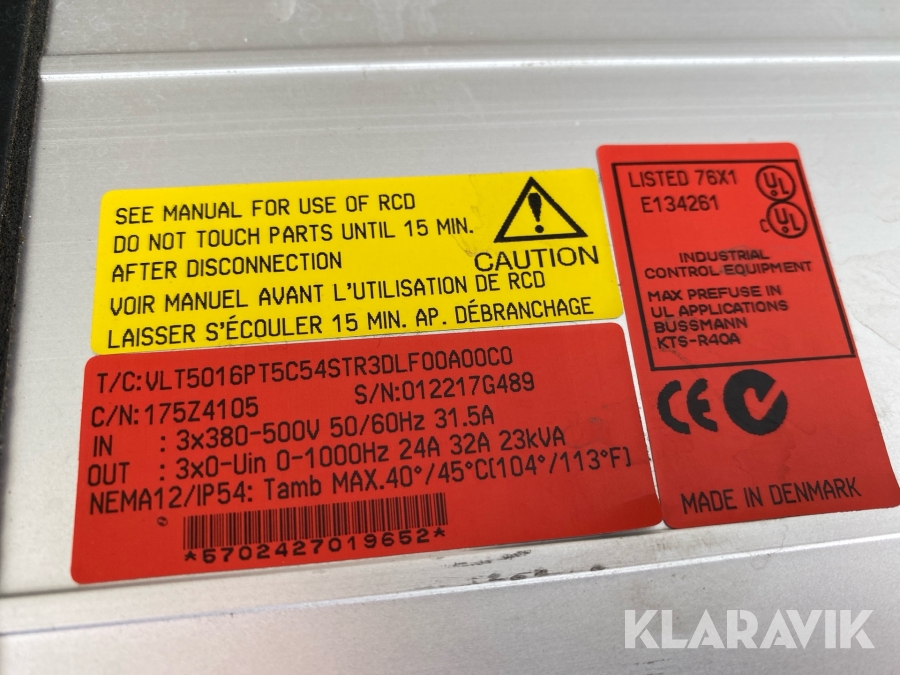 SEE MANUAL FOR USE OF RCD
DO NOT TOUCH PARTS UNTIL 15 MIN.
AFTER DISCONNECTION
CAUTION
VOIR MANUEL AVANT L'UTILISATION DE RCD
LAISSER S'ÉCOULER 15 MIN. AP. DÉBRANCHAGE
T/C:VLT5016PT5C54STR3DLF00A00C0
C/N:175Z4105 S/N:012217G489
IN : 3x380-500V 50/60Hz 31.5A
OUT : 3x0-Uin 0-1000Hz 24A 32A 23kVA
NEMA12/IP54: Tamb MAX.40°/45°C[104°/113°F]
*5702427019652*
LISTED 76X1
E134261
UL
C UL
INDUSTRIAL
CONTROL EQUIPMENT
MAX PREFUSE IN
UL APPLICATIONS
BUSSMANN
KTS-R40A
CE
MADE IN DENMARK
KLARAVIK